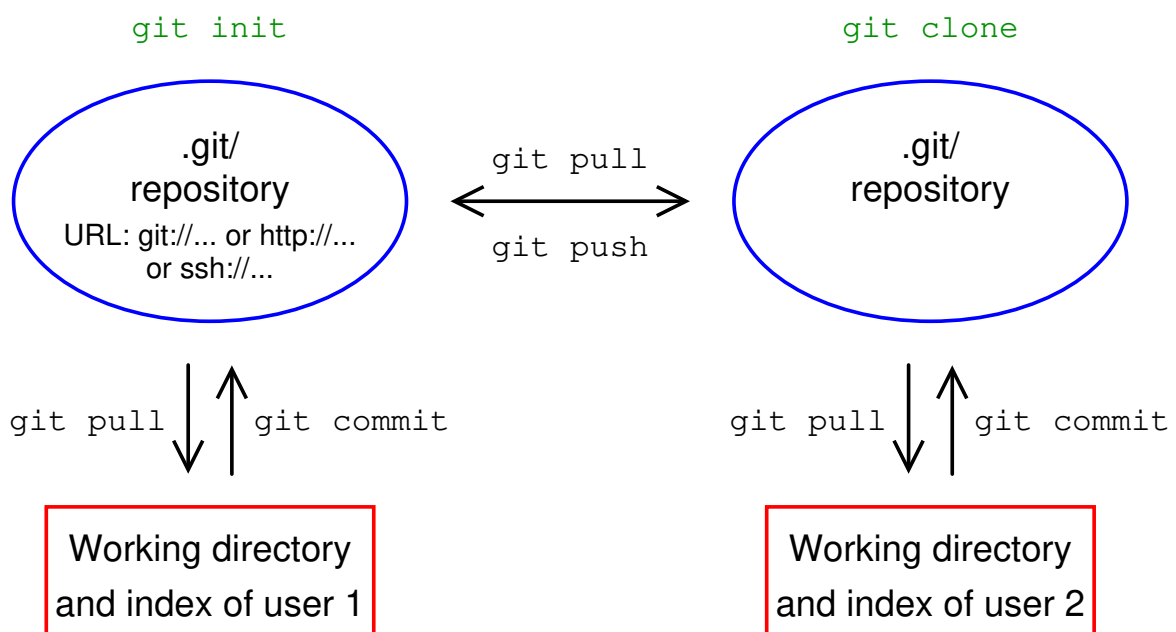 git init
git clone
.git/
repository
URL: git://... or http://...
or ssh://...
git pull
git push
.git/
repository
git pull
git commit
git pull
git commit
Working directory
and index of user 1
Working directory
and index of user 2